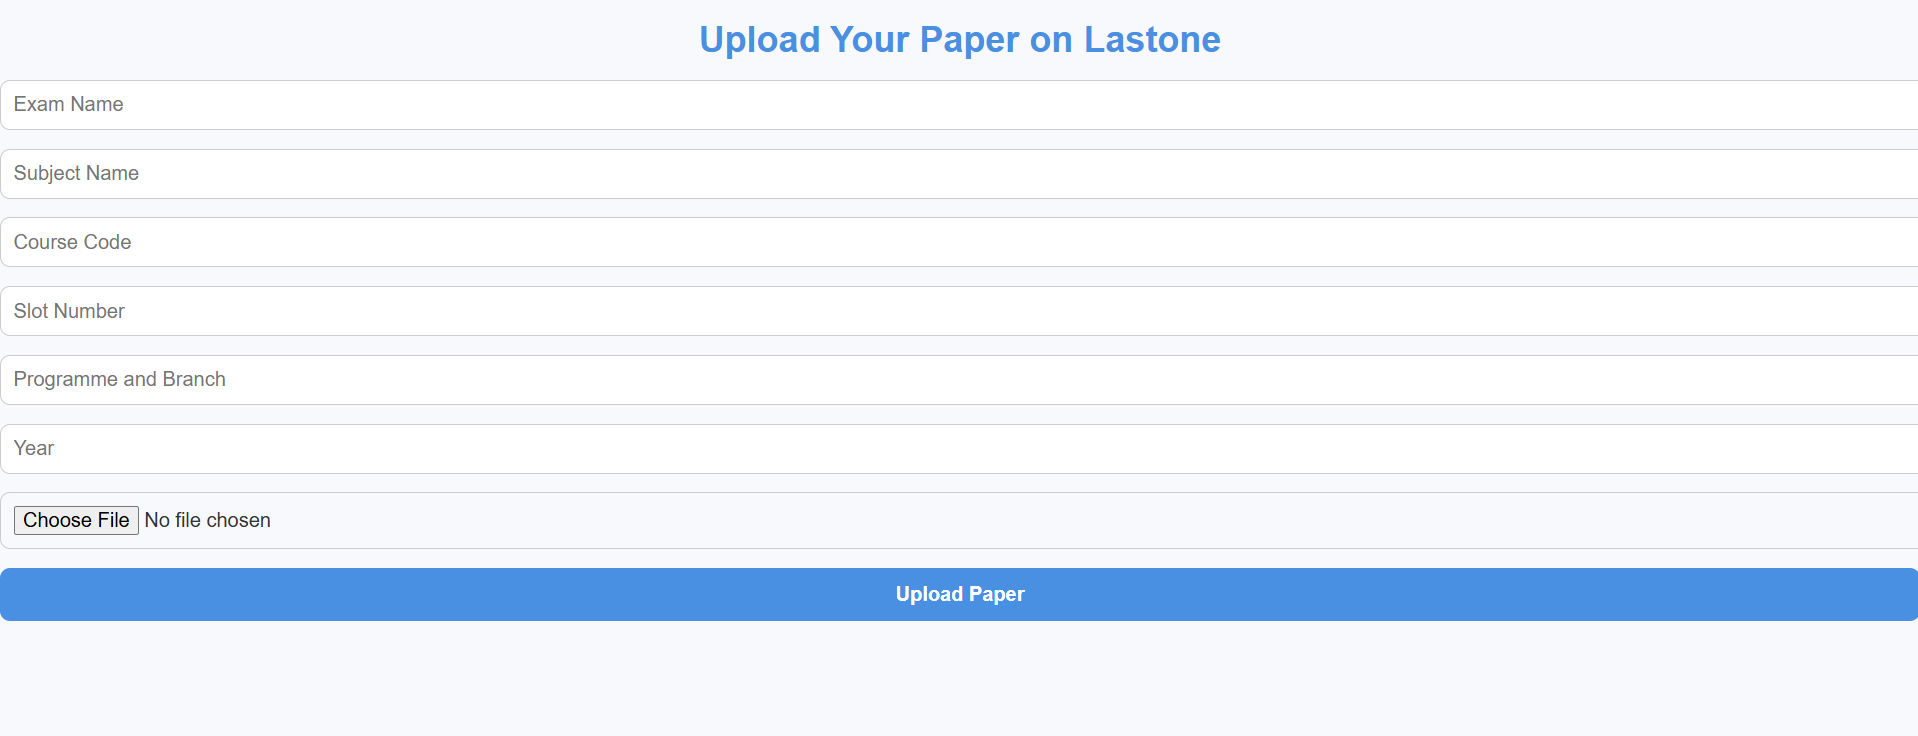 Upload Your Paper on Lastone
Exam Name
Subject Name
Course Code
Slot Number
Programme and Branch
Year
Choose File No file chosen
Upload Paper